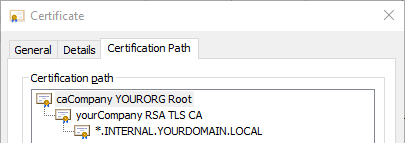 Certificate
General Details Certification Path
Certification path
caCompany YOURORG Root
yourCompany RSA TLS CA
*.INTERNAL.YOURDOMAIN.LOCAL